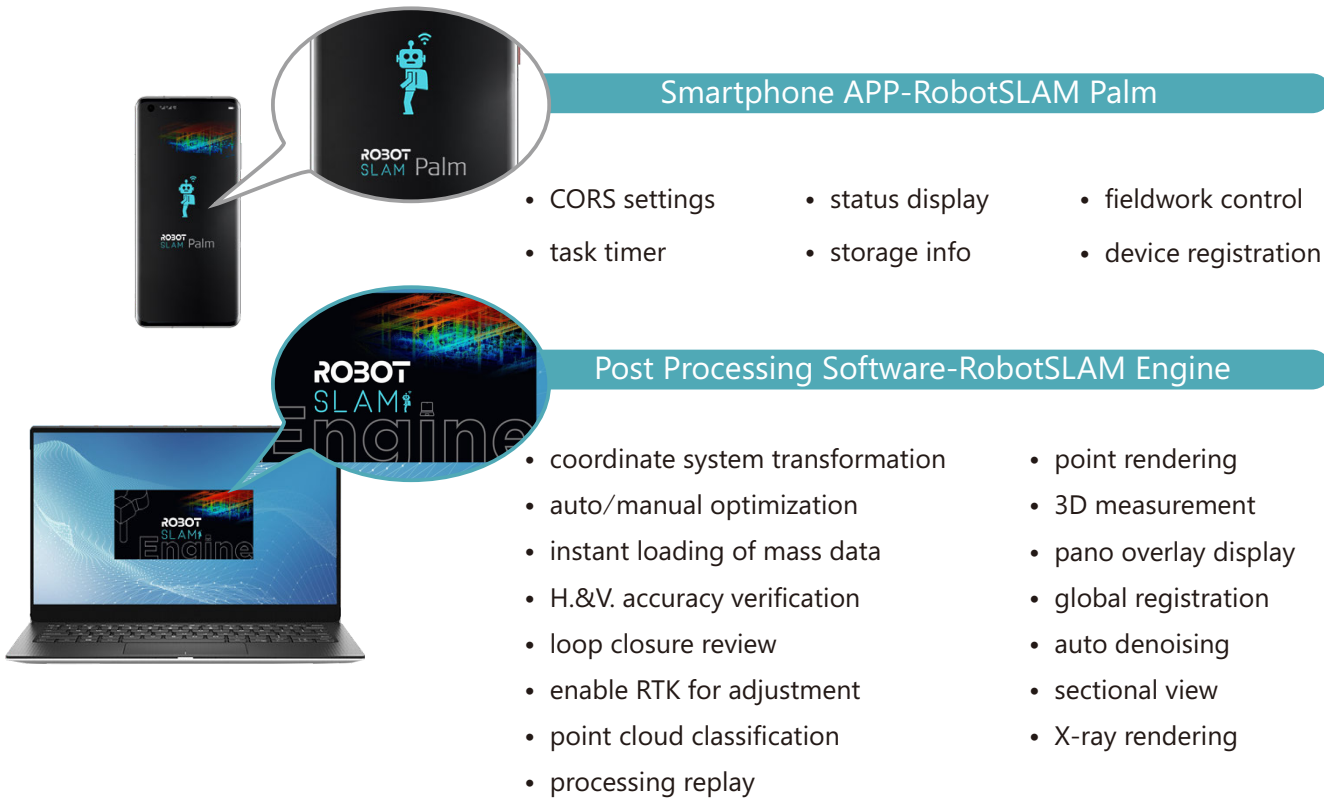 ROBOT
SLAM Palm
Smartphone APP-RobotSLAM Palm
ROBOT
SLAM Palm
• CORS settings
• status display
• fieldwork control
• task timer
• storage info
• device registration
ROBOT
SLAM
Engine
Post Processing Software-RobotSLAM Engine
ROBOT
SLAM
Engine
• coordinate system transformation
• auto/manual optimization
• instant loading of mass data
• H.&V. accuracy verification
• loop closure review
• enable RTK for adjustment
• point cloud classification
• processing replay
• point rendering
• 3D measurement
• pano overlay display
• global registration
• auto denoising
• sectional view
• X-ray rendering